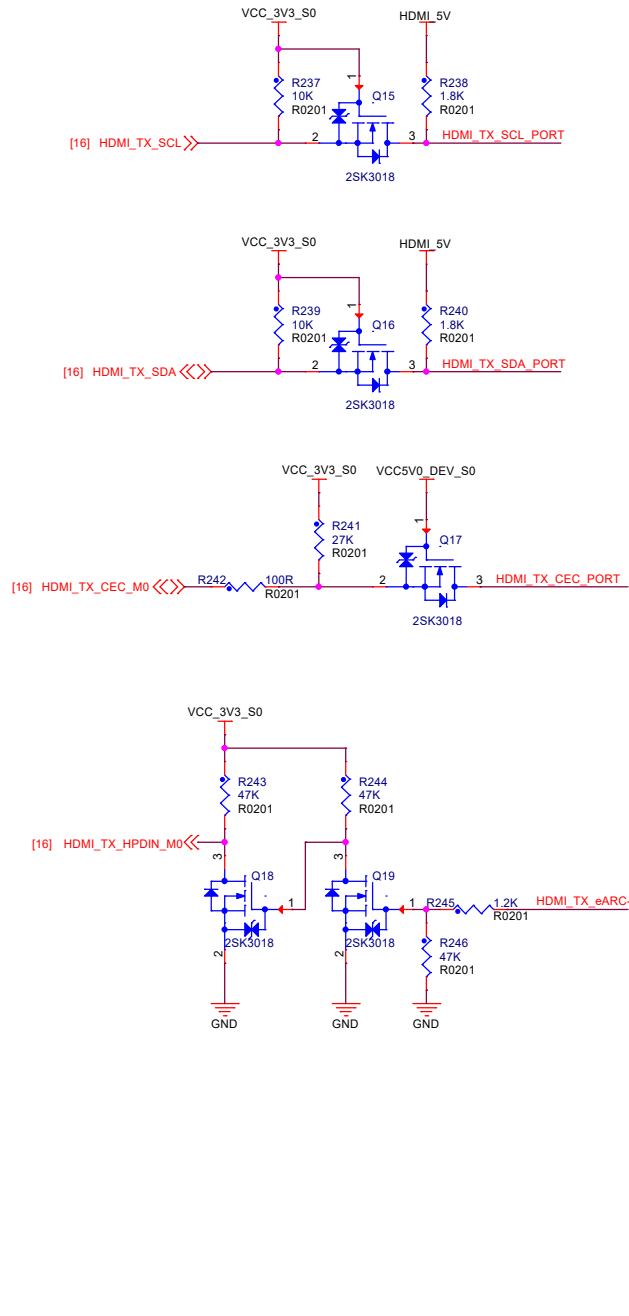 VCC_3V3_S0
HDMI_5V
R237
10K
R0201
1
Q15
R238
1.8K
R0201
[16] HDMI_TX_SCL
2
3
HDMI_TX_SCL_PORT
2SK3018
VCC_3V3_S0
HDMI_5V
R239
10K
R0201
1
Q16
R240
1.8K
R0201
[16] HDMI_TX_SDA
2
3
HDMI_TX_SDA_PORT
2SK3018
VCC_3V3_S0
VCC5V0_DEV_S0
R241
27K
R0201
1
Q17
[16] HDMI_TX_CEC_M0
R242
100R
R0201
2
3
HDMI_TX_CEC_PORT
2SK3018
VCC_3V3_S0
R243
47K
R0201
R244
47K
R0201
[16] HDMI_TX_HPDIN_M0
3
Q18
1
2SK3018
2
3
Q19
1
2SK3018
2
R245
1.2K
R0201
HDMI_TX_eARC-
R246
47K
R0201
GND
GND
GND